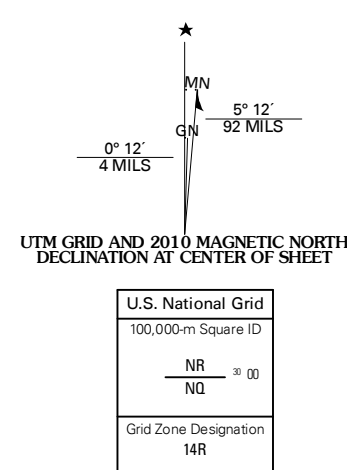 ★
MN
5° 12´
92 MILS
GN
0° 12´
4 MILS
UTM GRID AND 2010 MAGNETIC NORTH
DECLINATION AT CENTER OF SHEET
U.S. National Grid
100,000-m Square ID
NR
30 00
NQ
Grid Zone Designation
14R